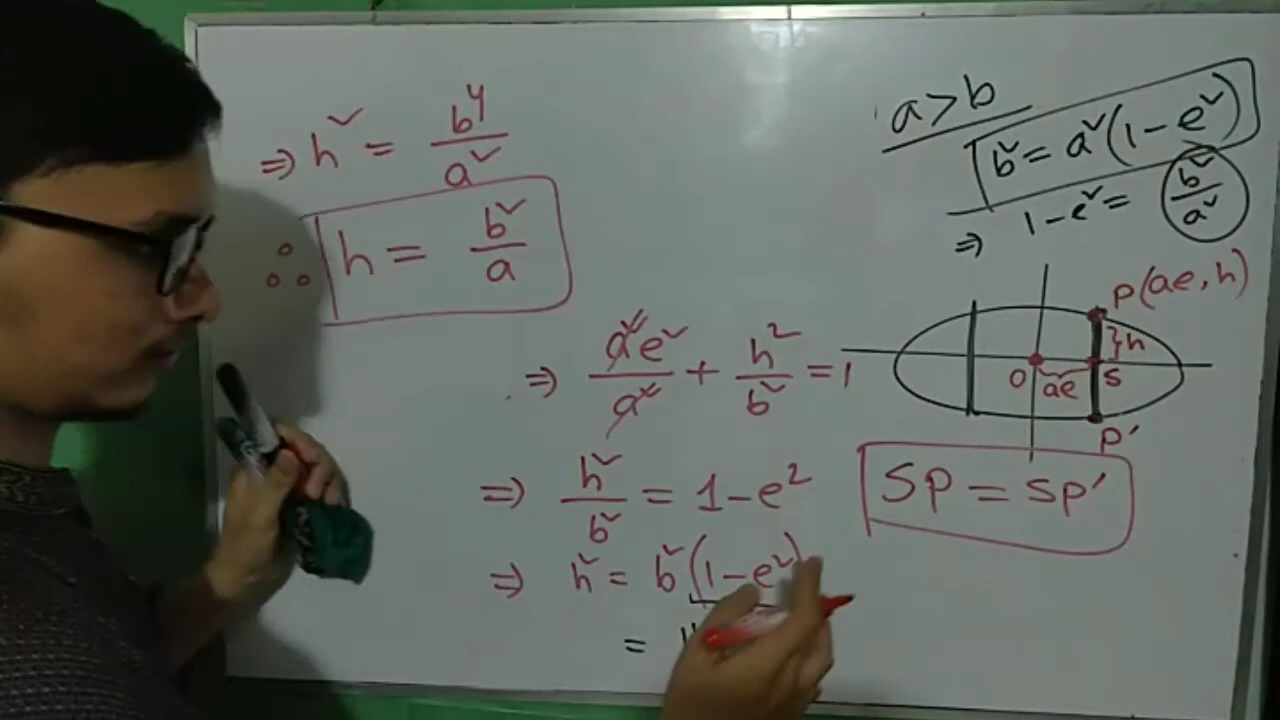 ⇒ h² = b⁴/a²
∴ h = b²/a
a > b
b² = a²(1 - e²)
⇒ 1 - e² = b²/a²
P(ae, h)
}h
O ae S
P'
⇒ a²e²/a² + h²/b² = 1
⇒ h²/b² = 1 - e²
SP = SP'
⇒ h² = b²(1 - e²)
=